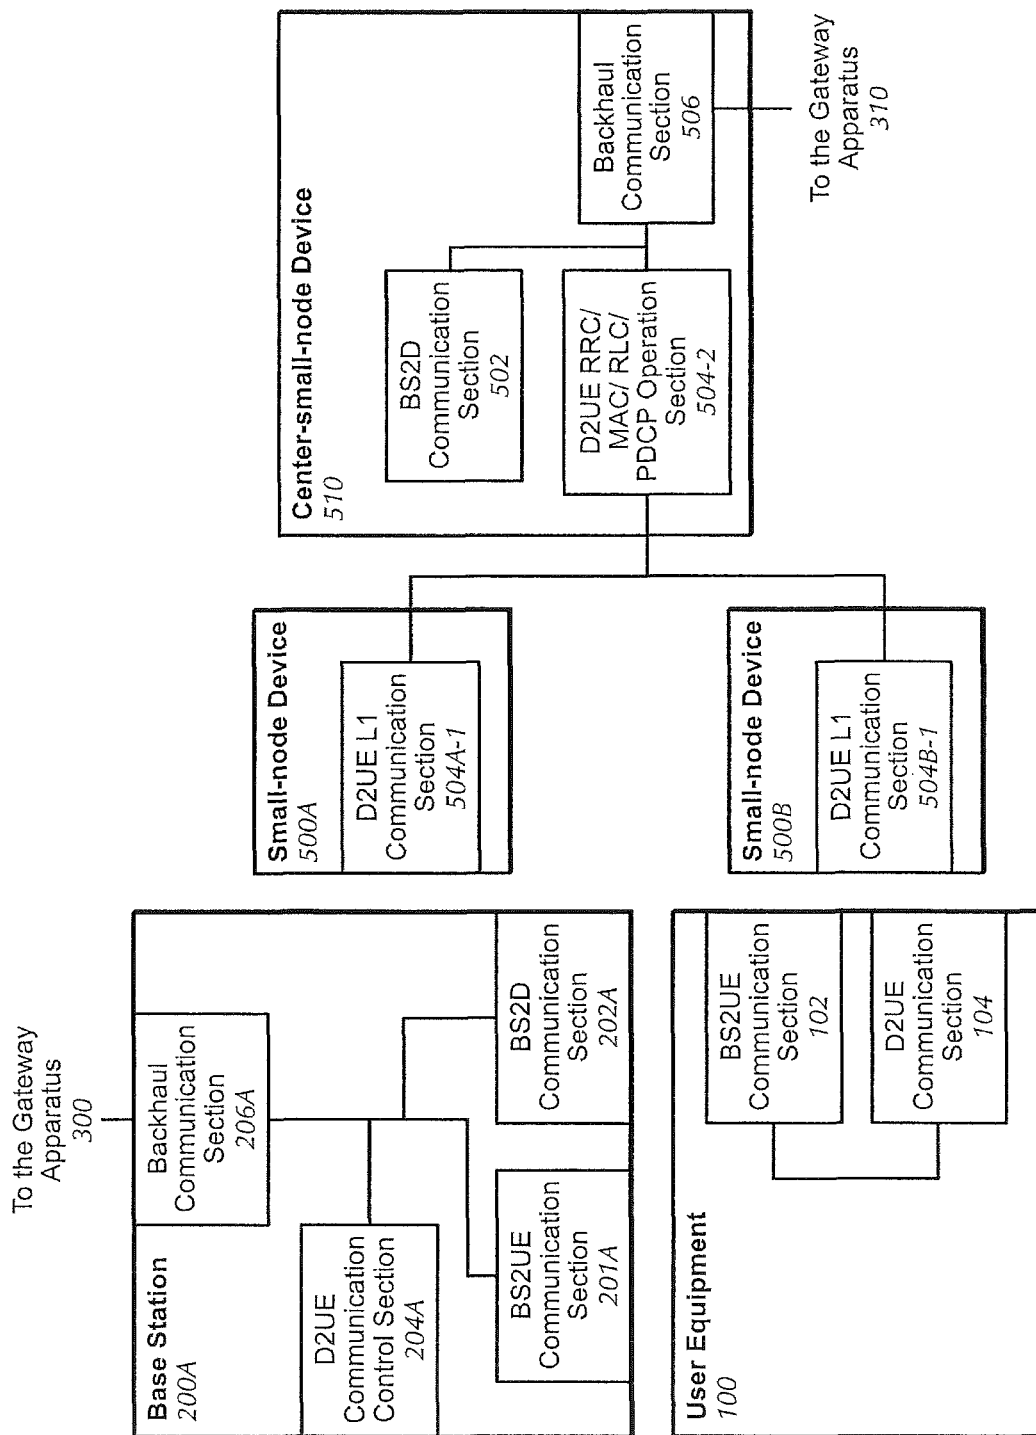 To the Gateway
Apparatus
300
Base Station
200A
Backhaul
Communication
Section
206A
D2UE
Communication
Control Section
204A
BS2UE
Communication
Section
201A
BS2D
Communication
Section
202A
User Equipment
100
BS2UE
Communication
Section
102
D2UE
Communication
Section
104
Small-node Device
500A
D2UE L1
Communication
Section
504A-1
Small-node Device
500B
D2UE L1
Communication
Section
504B-1
Center-small-node Device
510
BS2D
Communication
Section
502
D2UE RRC/
MAC/ RLC/
PDCP Operation
Section
504-2
Backhaul
Communication
Section
506
To the Gateway
Apparatus
310